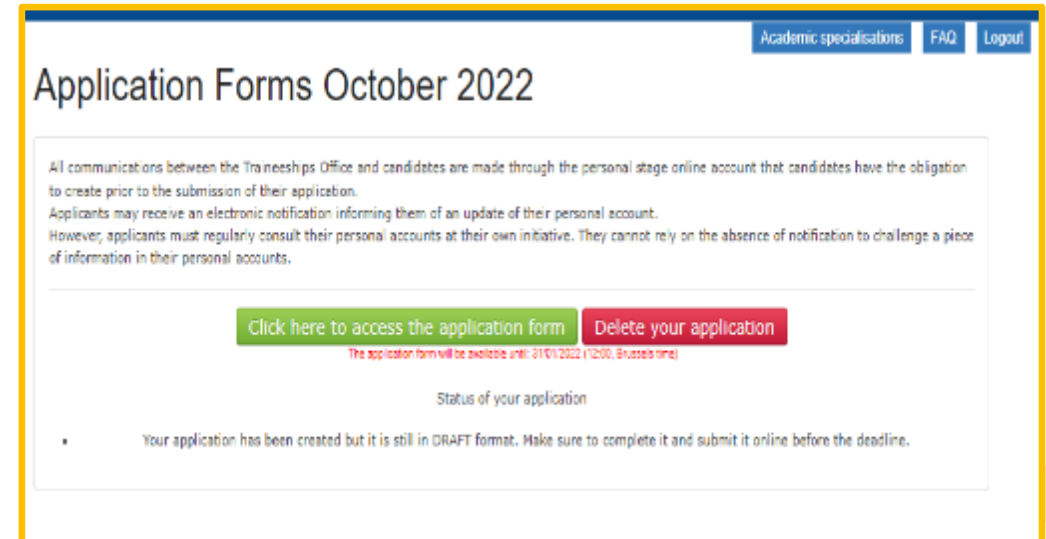 Academic specialisations FAQ Logout
Application Forms October 2022
All communications between the Traineeships Office and candidates are made through the personal stage online account that candidates have the obligation
to create prior to the submission of their application.
Applicants may receive an electronic notification informing them of an update of their personal account.
However, applicants must regularly consult their personal accounts at their own initiative. They cannot rely on the absence of notification to challenge a piece
of information in their personal accounts.
Click here to access the application form Delete your application
The application form will be available until: 31/01/2022 (12:00, Brussels time)
Status of your application
• Your application has been created but it is still in DRAFT format. Make sure to complete it and submit it online before the deadline.